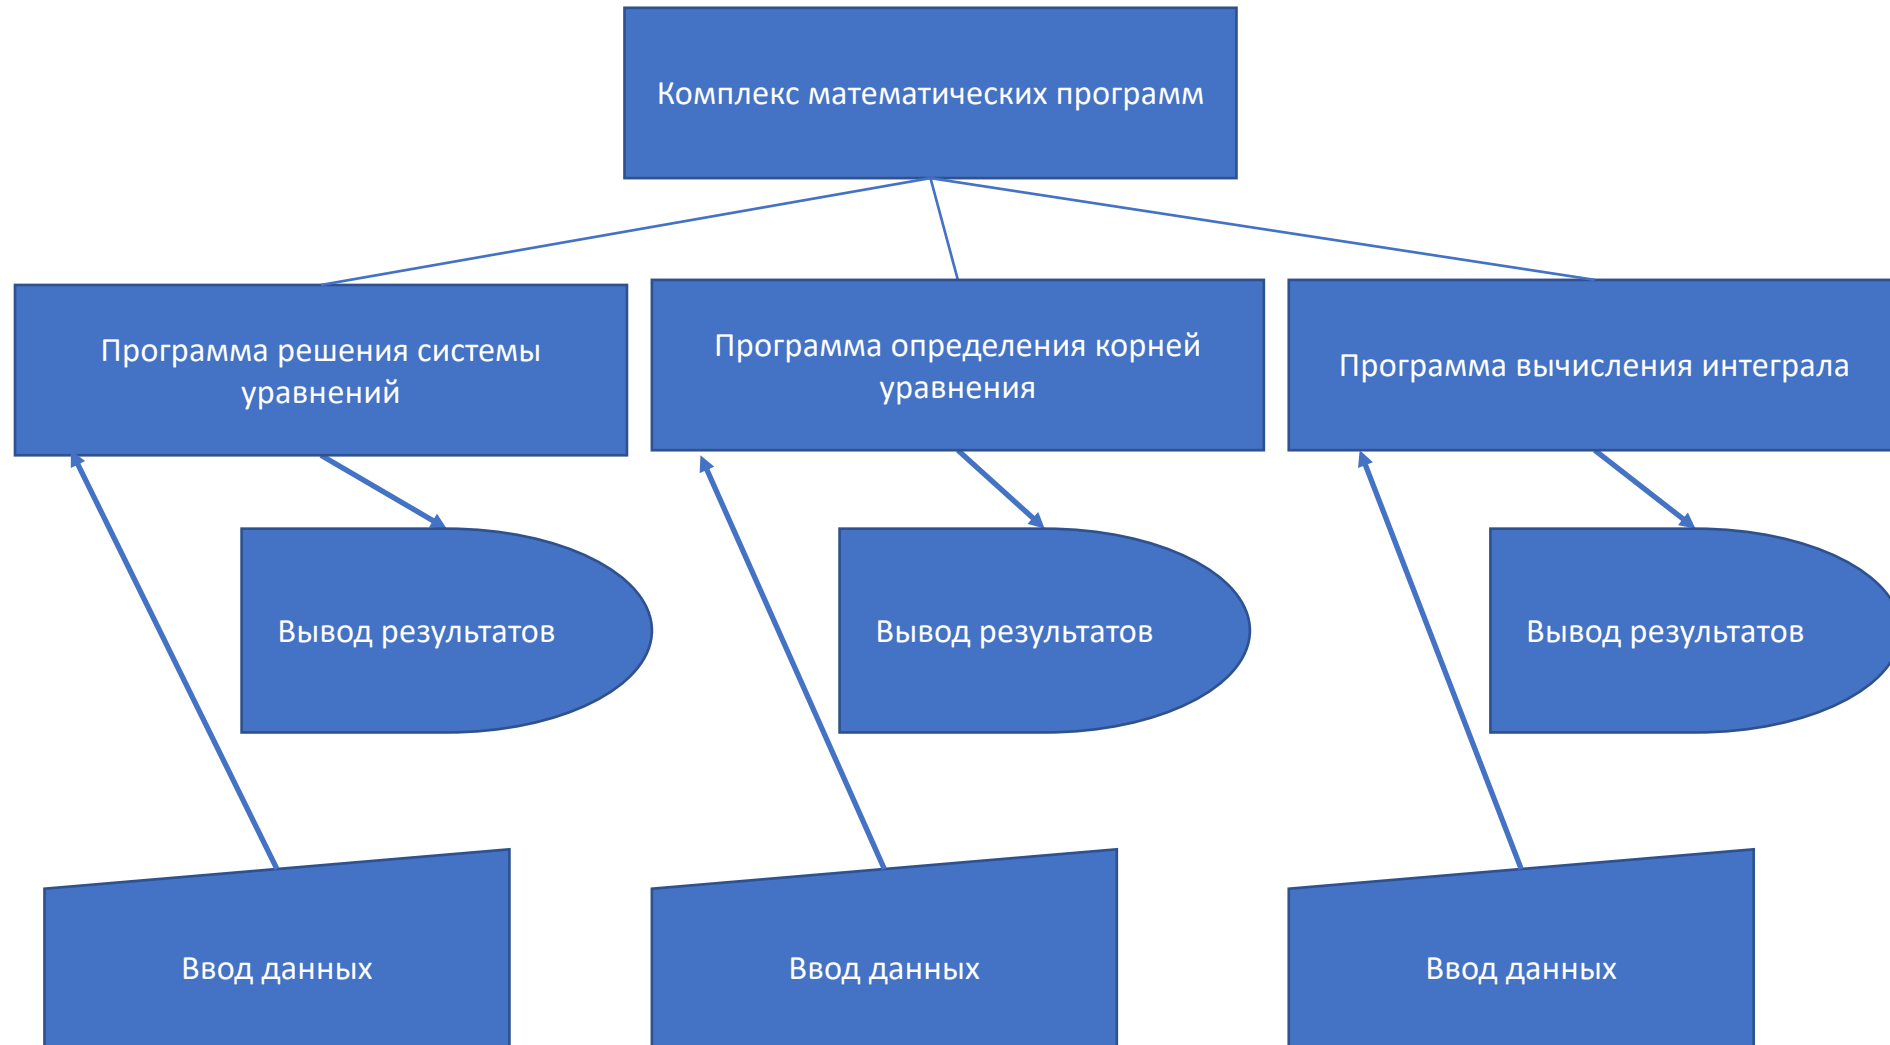 Комплекс математических программ
Программа решения системы
уравнений
Программа определения корней
уравнения
Программа вычисления интеграла
Вывод результатов
Вывод результатов
Вывод результатов
Ввод данных
Ввод данных
Ввод данных